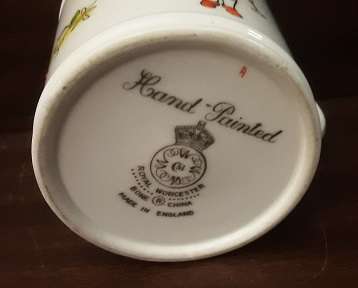 Hand-Painted
ROYAL WORCESTER
BONE ® CHINA
MADE IN ENGLAND